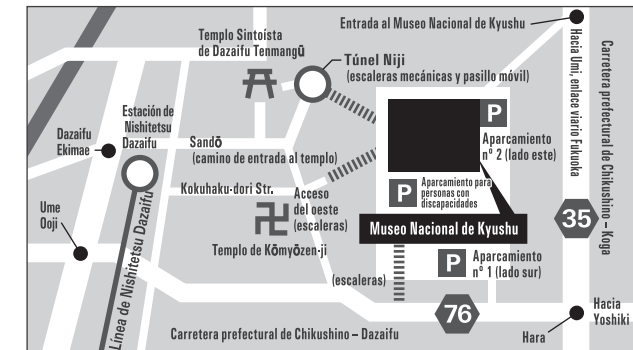 Templo Sintoísta
de Dazaifu Tenmangū
Entrada al Museo Nacional de Kyushu
Túnel Niji
(escaleras mecánicas y pasillo móvil)
Hacia Umi, enlace viario Fukuoka
Carretera prefectural de Chikushino – Koga
Estación de
Nishitetsu
Dazaifu
Dazaifu
Ekimae
Sandō
(camino de entrada al templo)
P
Aparcamiento
nº 2 (lado este)
Kokuhaku-dori Str.
Acceso
del oeste
(escaleras)
P
Aparcamiento para
personas con
discapacidades
Ume
Ooji
卍
Templo de Kōmyōzen-ji
Museo Nacional de Kyushu
35
P
Aparcamiento
nº 1 (lado sur)
(escaleras)
Línea de Nishitetsu Dazaifu
76
Hacia
Yoshiki
Hara
Carretera prefectural de Chikushino – Dazaifu